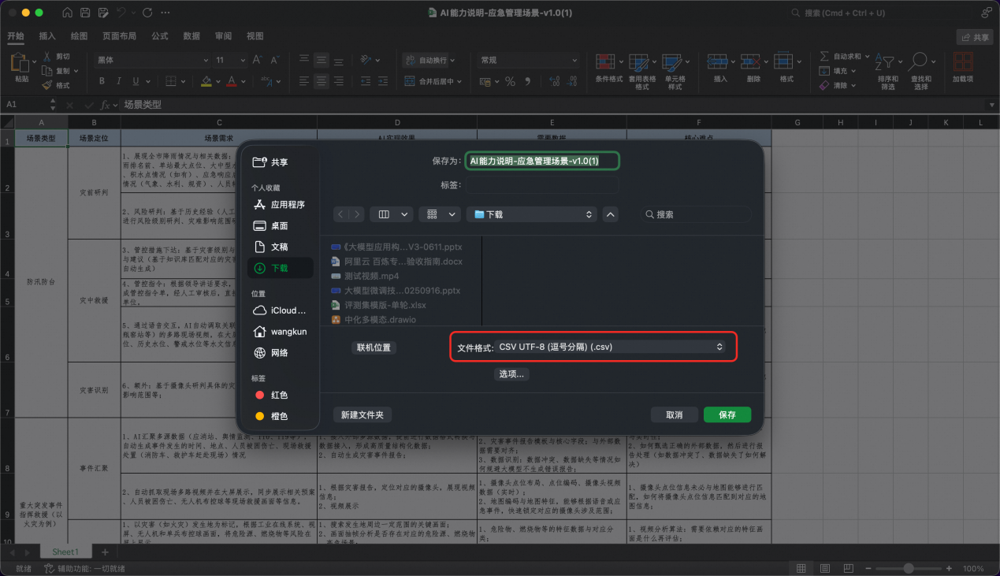 AI能力说明-应急管理场景-v1.0(1)
搜索 (Cmd + Ctrl + U)
开始 插入 绘图 页面布局 公式 数据 审阅 视图
共享
粘贴 剪切 复制 格式
黑体 11
自动换行 合并后居中
常规
条件格式 套用表格格式 单元格样式
插入 删除 格式
自动求和 填充 清除
排序和筛选 查找和选择
加载项
A1 fx 场景类型
A B C D E F G H I J K L
1 场景类型 场景定位 场景需求 AI实现效果 需要数据 核心难点
共享
个人收藏
应用程序
桌面
文稿
下载
位置
iCloud ...
wangkun
网络
标签
红色
橙色
保存为: AI能力说明-应急管理场景-v1.0(1)
标签:
下载
搜索
《大模型应用构...V3-0611.pptx
阿里云 百炼专...验收指南.docx
测试视频.mp4
大模型微调技...0250916.pptx
评测集模版-单轮.xlsx
中化多模态.drawio
联机位置
文件格式: CSV UTF-8 (逗号分隔) (.csv)
选项...
新建文件夹 取消 保存
防汛防台
2 灾前研判
1、展现全市降雨情况与相关数据:
雨排名前、单站最大点位、大中型水
、积水点情况(如有)、应急响应
情况(气象、水利、规资)、人员
3
2、风险研判:基于历史经验(人工
进行风险级别研判、灾难影响范围
4 灾中救援
3、管控措施下达:基于灾害级别与
与建议(基于知识库匹配对应的灾
自动生成)
5
4、管控指令:根据领导讲话要求,
成管控指令单,经人工审核后,直
单位。
6
5、通过语音交互,AI自动调取关联
瓶窑站等)的多路现场视频,在大
位、历史水位、警戒水位等水文信
7 灾害识别
6、额外:基于摄像头研判具体的灾
影响范围等;
重大突发事件
指挥救援(以
火灾为例)
8 事件汇聚
1、AI汇聚多源数据(应消站、舆情监测、110、119等),
自动生成事件发生的时间、地点、人员被困伤亡、现场救援
处置(消防车、救护车赴赴现场)情况
1、接入外部多源数据,按需进行数据格式转换与
数据接入,形成高质量结构化数据;
2、自动生成灾害事件报告;
2、灾害事件报告模板与核心字段;与外部数
据需要对齐;
3、数据识别:数据冲突、数据缺失等情况如
何规避大模型不生成错误报告;
与实时性;
2、如何甄选正确的外部数据,然后进行报
告处理(如数据冲突了、数据缺失了如何解
决)
9
2、自动抓取现场多路视频并在大屏展示,同步展示相关预案
、人员被困伤亡、无人机布控球等现场救援画面等信息。
1、根据灾害报告,定位对应的摄像头,展现视频
信息;
2、视频展示
1、摄像头点位布局、点位编码、摄像头视频
数据(实时);
2、地图编码与地图特征,能够根据语音或应
急事件,快速锁定对应的摄像头涉及范围;
1、摄像头点位信息未必与地图能够进行匹
配,如何将摄像头点位信息匹配到对应的地
图信息;
10
1、以灾害(如火灾)发生地为标记,根据工业在线系统、视
屏、无人机和单兵布控球画面,将危险源、燃烧物等风险在
1、搜索发生地周边一定范围的关键画面;
2、画面抽帧分析是否存在对应的危险源、燃烧物
1、危险物、燃烧物等的特征数据与对应分
类;
1、视频分析算法:需要依赖对应的特征画
面是什么再评估;
Sheet1
就绪 辅助功能: 一切就绪
100%